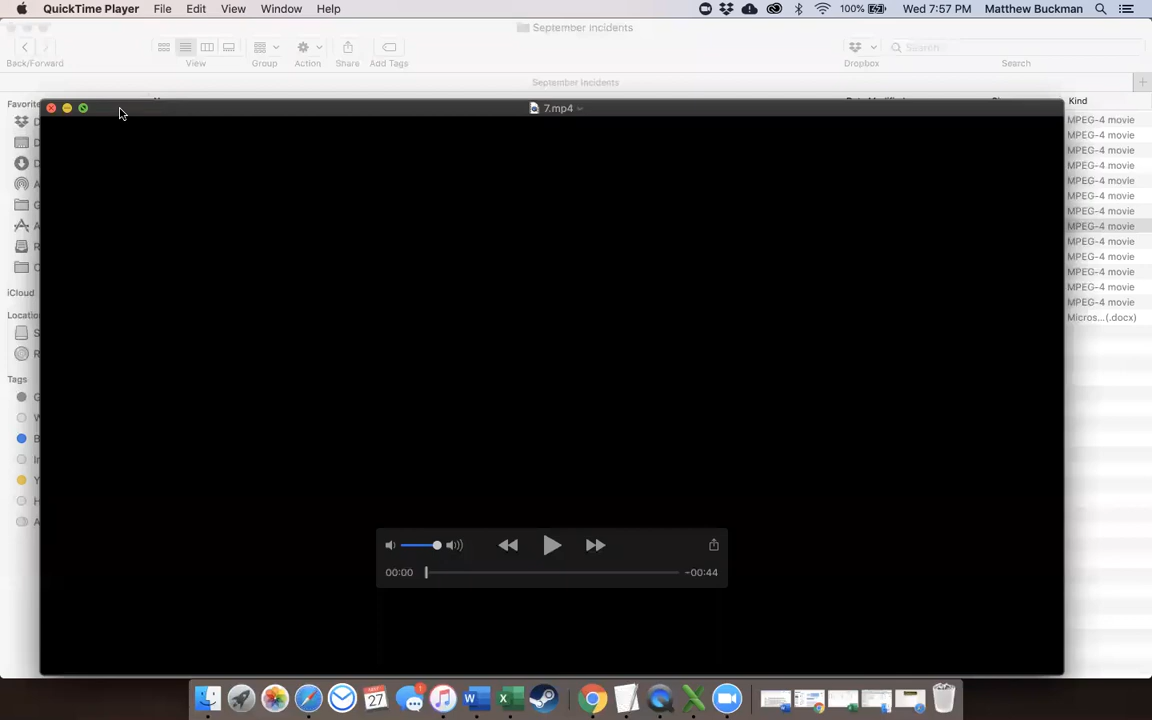 QuickTime Player File Edit View Window Help 100% Wed 7:57 PM Matthew Buckman
September Incidents
Search
Back/Forward View Group Action Share Add Tags Dropbox Search
September Incidents
Favorite Kind
7.mp4
MPEG-4 movie
MPEG-4 movie
MPEG-4 movie
MPEG-4 movie
MPEG-4 movie
MPEG-4 movie
MPEG-4 movie
MPEG-4 movie
MPEG-4 movie
MPEG-4 movie
MPEG-4 movie
MPEG-4 movie
MPEG-4 movie
iCloud
Locatio
Micros...(.docx)
Tags
00:00 -00:44
27